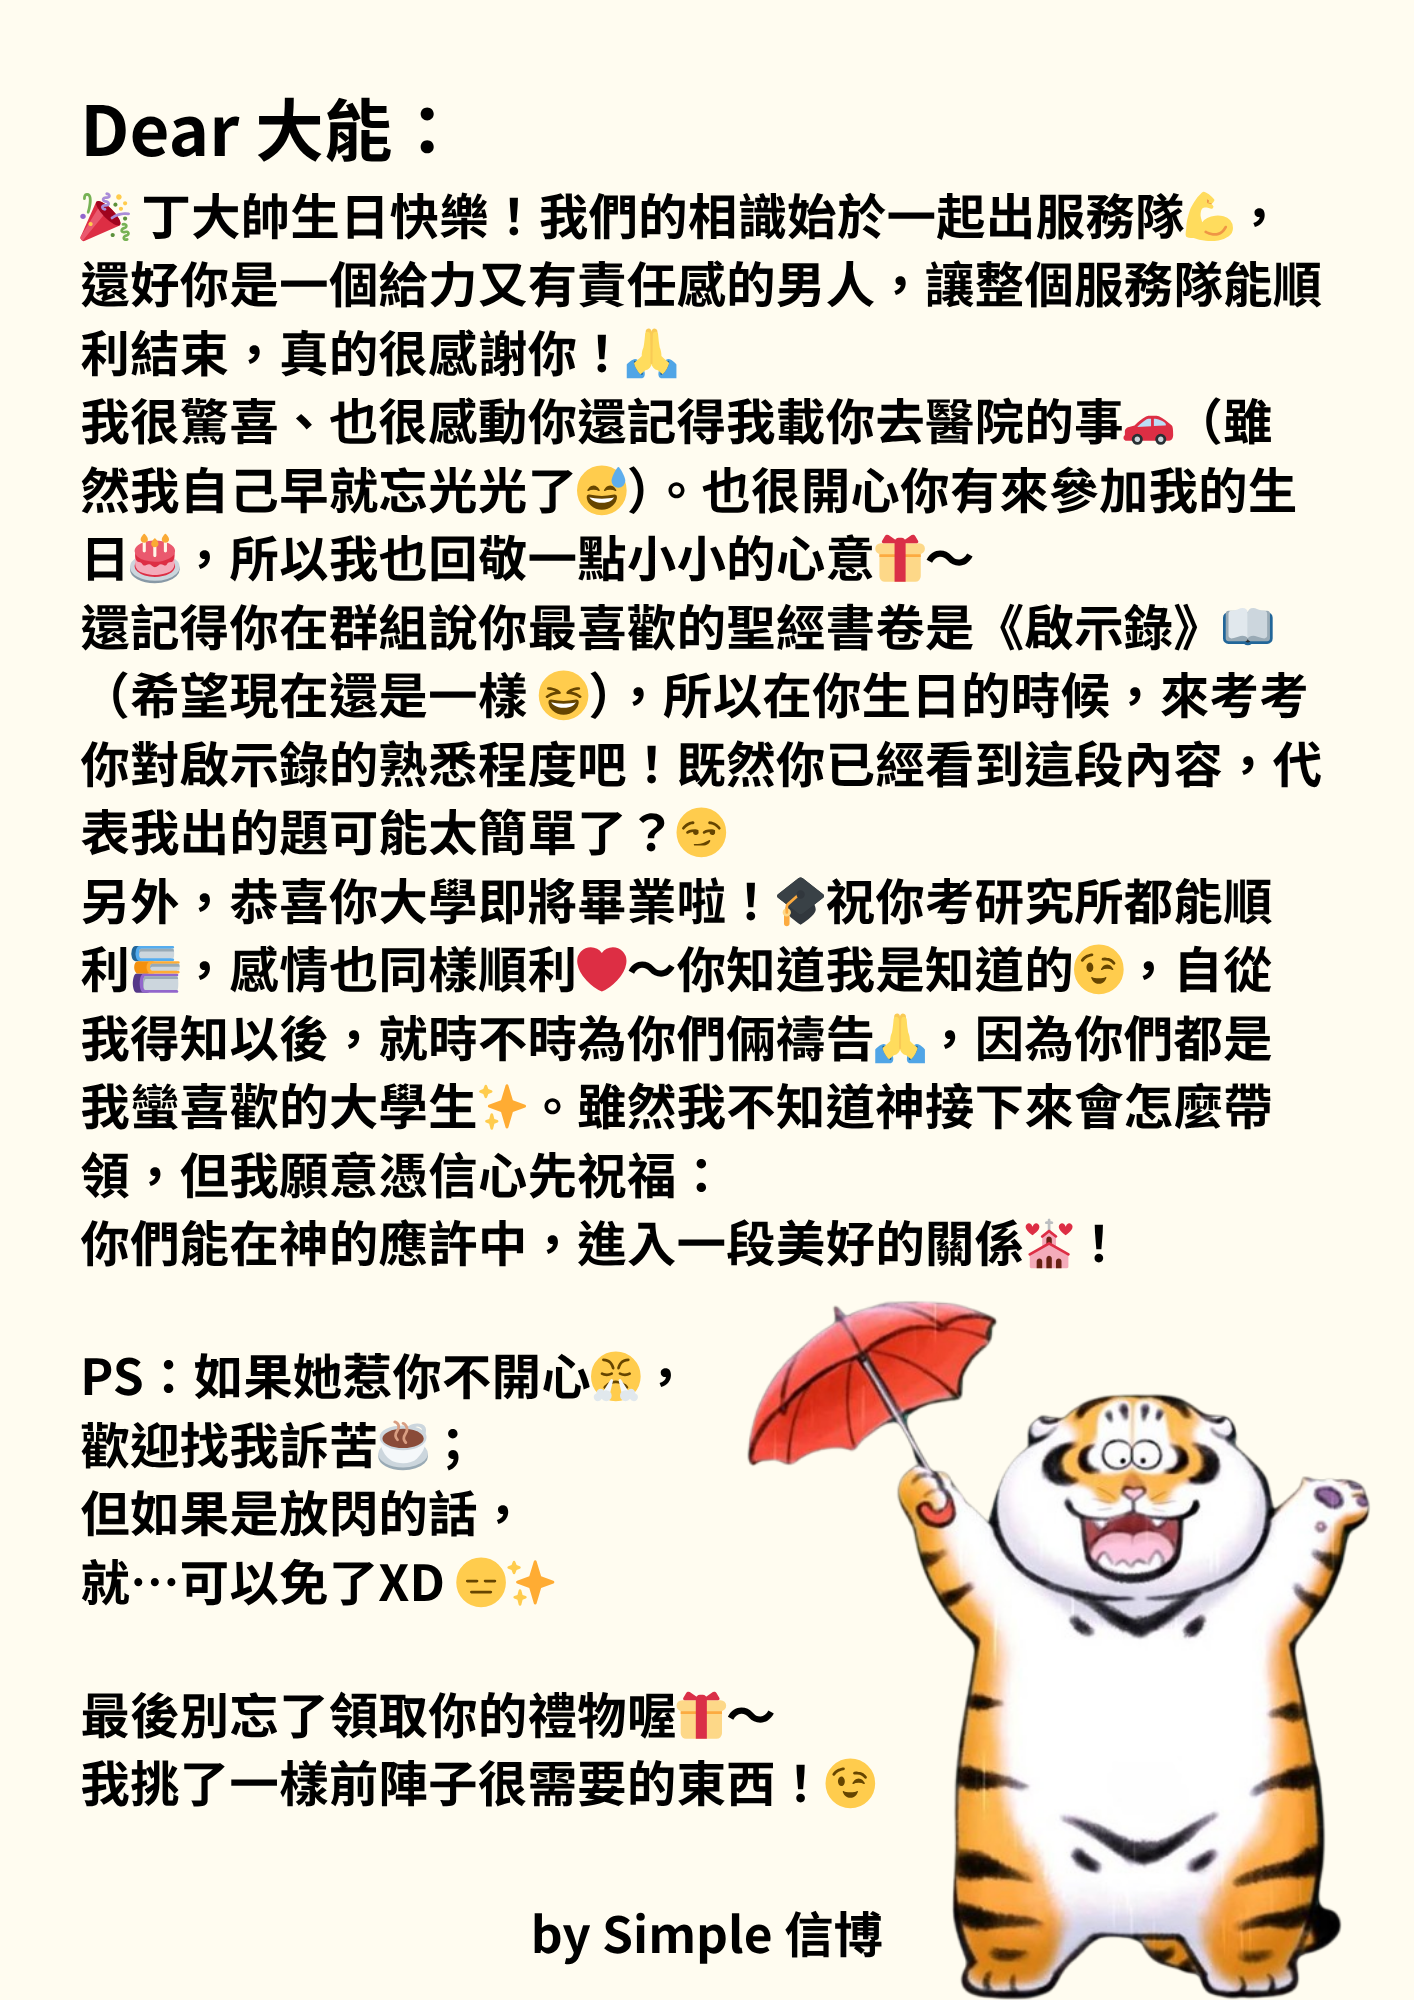 Dear 大能：
🎉 丁大帥生日快樂！我們的相識始於一起出服務隊💪，
還好你是一個給力又有責任感的男人，讓整個服務隊能順
利結束，真的很感謝你！🙏
我很驚喜、也很感動你還記得我載你去醫院的事🚗（雖
然我自己早就忘光光了😅）。也很開心你有來參加我的生
日🎂，所以我也回敬一點小小的心意🎁～
還記得你在群組說你最喜歡的聖經書卷是《啟示錄》📖
（希望現在還是一樣 😆），所以在你生日的時候，來考考
你對啟示錄的熟悉程度吧！既然你已經看到這段內容，代
表我出的題可能太簡單了？😏
另外，恭喜你大學即將畢業啦！🎓祝你考研究所都能順
利📚，感情也同樣順利❤️～你知道我是知道的😉，自從
我得知以後，就時不時為你們倆禱告🙏，因為你們都是
我蠻喜歡的大學生✨。雖然我不知道神接下來會怎麼帶
領，但我願意憑信心先祝福：
你們能在神的應許中，進入一段美好的關係💒！
PS：如果她惹你不開心😤，
歡迎找我訴苦☕；
但如果是放閃的話，
就…可以免了XD 😑✨
最後別忘了領取你的禮物喔🎁～
我挑了一樣前陣子很需要的東西！😉
by Simple 信博